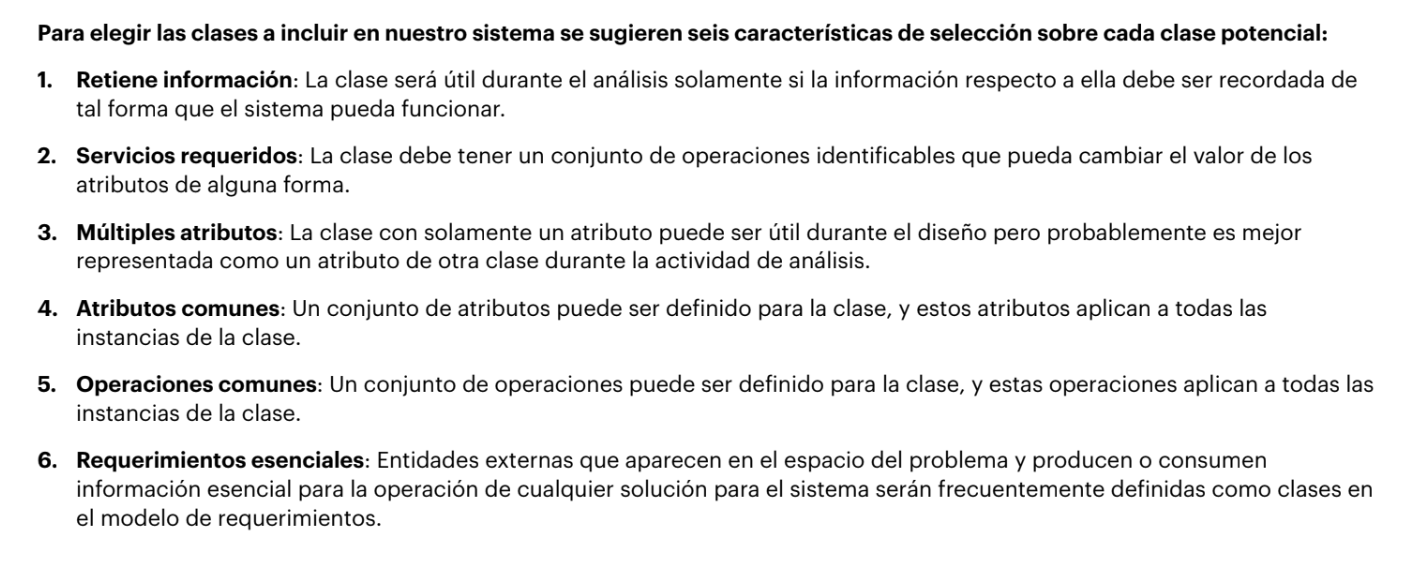 Para elegir las clases a incluir en nuestro sistema se sugieren seis características de selección sobre cada clase potencial:
1. Retiene información: La clase será útil durante el análisis solamente si la información respecto a ella debe ser recordada de
tal forma que el sistema pueda funcionar.
2. Servicios requeridos: La clase debe tener un conjunto de operaciones identificables que pueda cambiar el valor de los
atributos de alguna forma.
3. Múltiples atributos: La clase con solamente un atributo puede ser útil durante el diseño pero probablemente es mejor
representada como un atributo de otra clase durante la actividad de análisis.
4. Atributos comunes: Un conjunto de atributos puede ser definido para la clase, y estos atributos aplican a todas las
instancias de la clase.
5. Operaciones comunes: Un conjunto de operaciones puede ser definido para la clase, y estas operaciones aplican a todas las
instancias de la clase.
6. Requerimientos esenciales: Entidades externas que aparecen en el espacio del problema y producen o consumen
información esencial para la operación de cualquier solución para el sistema serán frecuentemente definidas como clases en
el modelo de requerimientos.